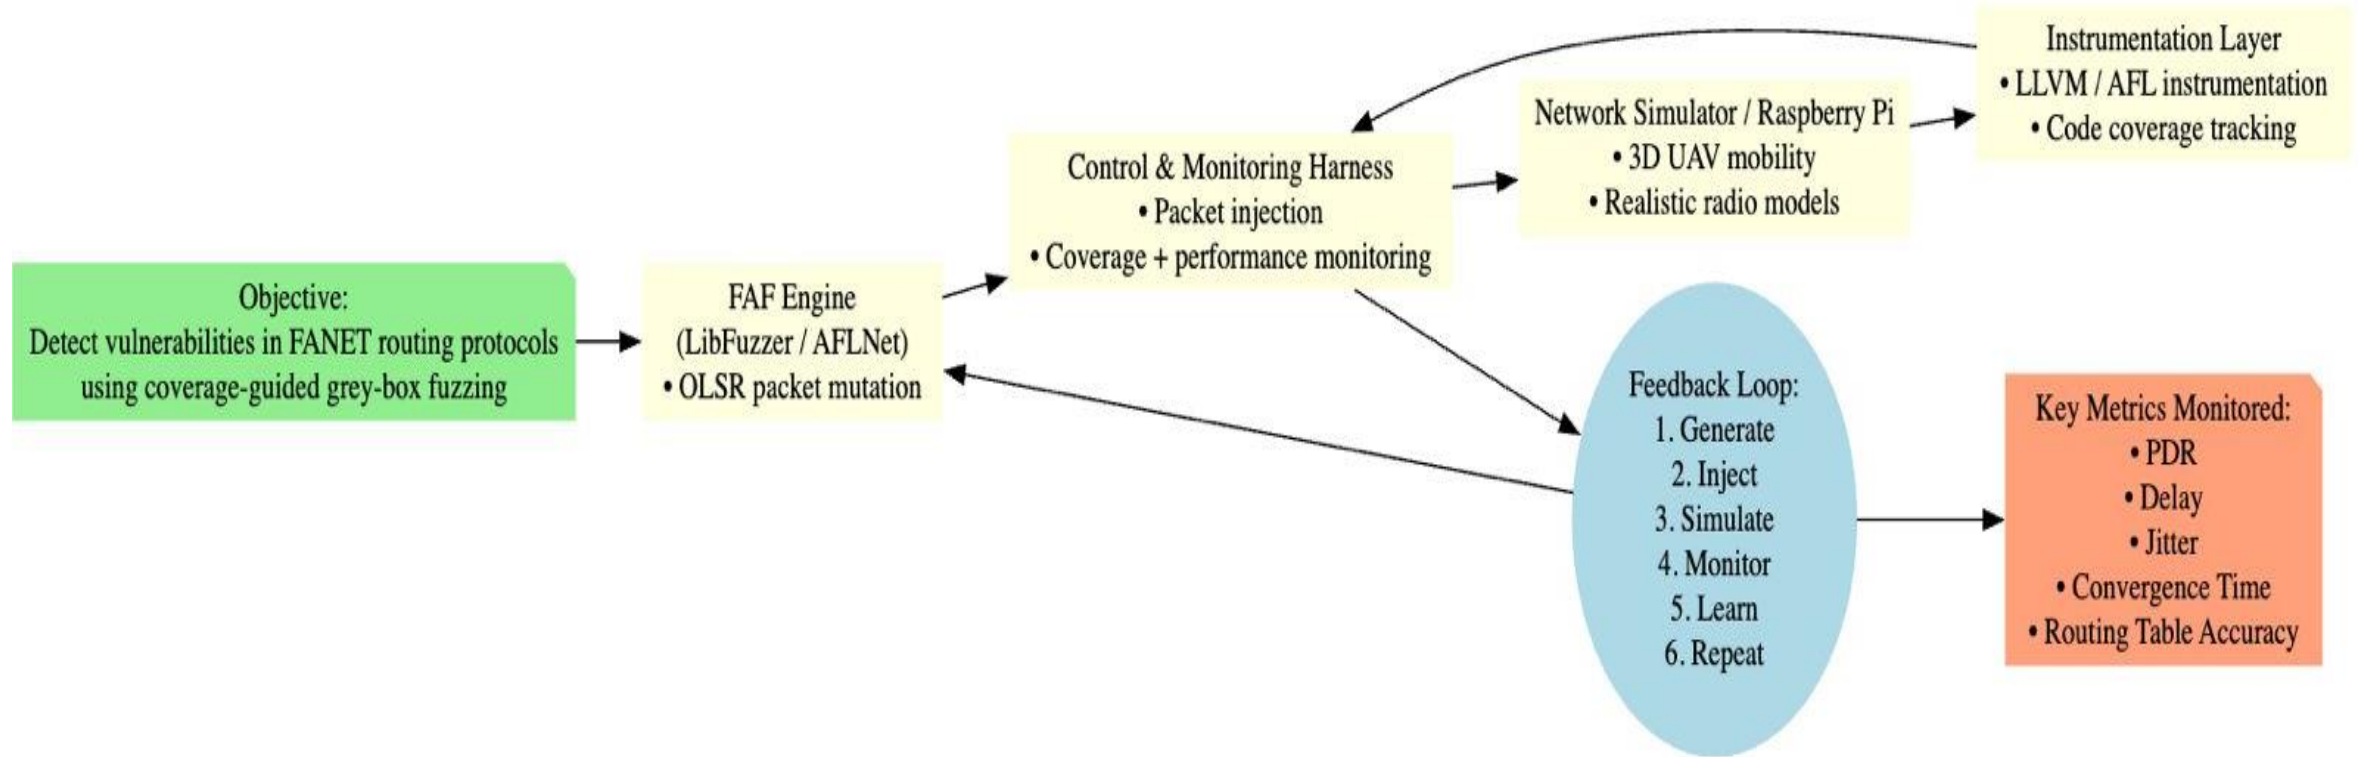 Objective:
Detect vulnerabilities in FANET routing protocols
using coverage-guided grey-box fuzzing
FAF Engine
(LibFuzzer / AFLNet)
• OLSR packet mutation
Control & Monitoring Harness
• Packet injection
• Coverage + performance monitoring
Network Simulator / Raspberry Pi
• 3D UAV mobility
• Realistic radio models
Instrumentation Layer
• LLVM / AFL instrumentation
• Code coverage tracking
Feedback Loop:
1. Generate
2. Inject
3. Simulate
4. Monitor
5. Learn
6. Repeat
Key Metrics Monitored:
• PDR
• Delay
• Jitter
• Convergence Time
• Routing Table Accuracy